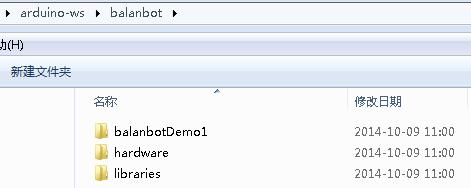 ▸ arduino-ws ▸ balanbot ▸
助(H)
新建文件夹
名称 修改日期
balanbotDemo1 2014-10-09 11:00
hardware 2014-10-09 11:00
libraries 2014-10-09 11:00